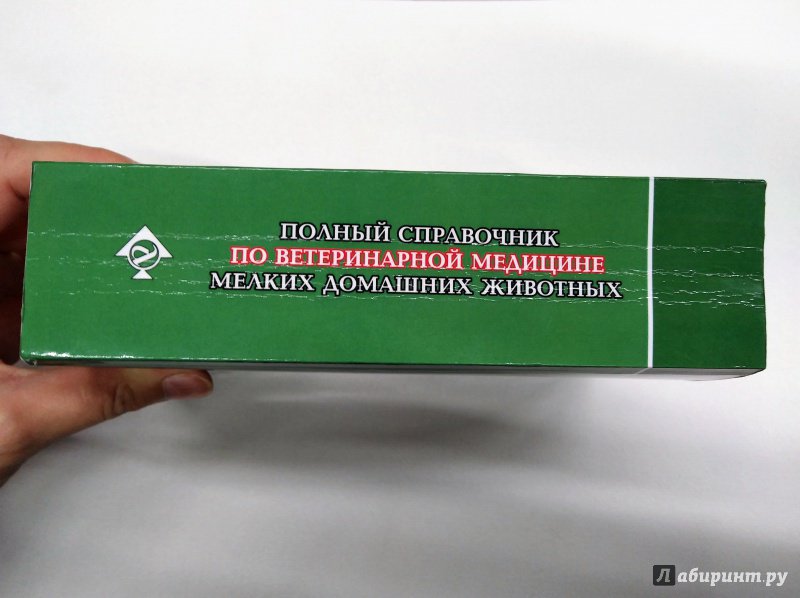 ПОЛНЫЙ СПРАВОЧНИК
ПО ВЕТЕРИНАРНОЙ МЕДИЦИНЕ
МЕЛКИХ ДОМАШНИХ ЖИВОТНЫХ
Л Лабиринт.ру